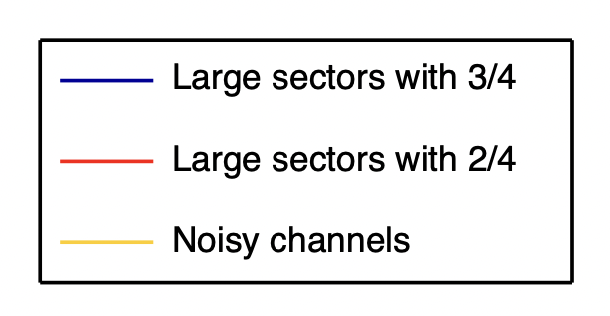 Large sectors with 3/4
Large sectors with 2/4
Noisy channels